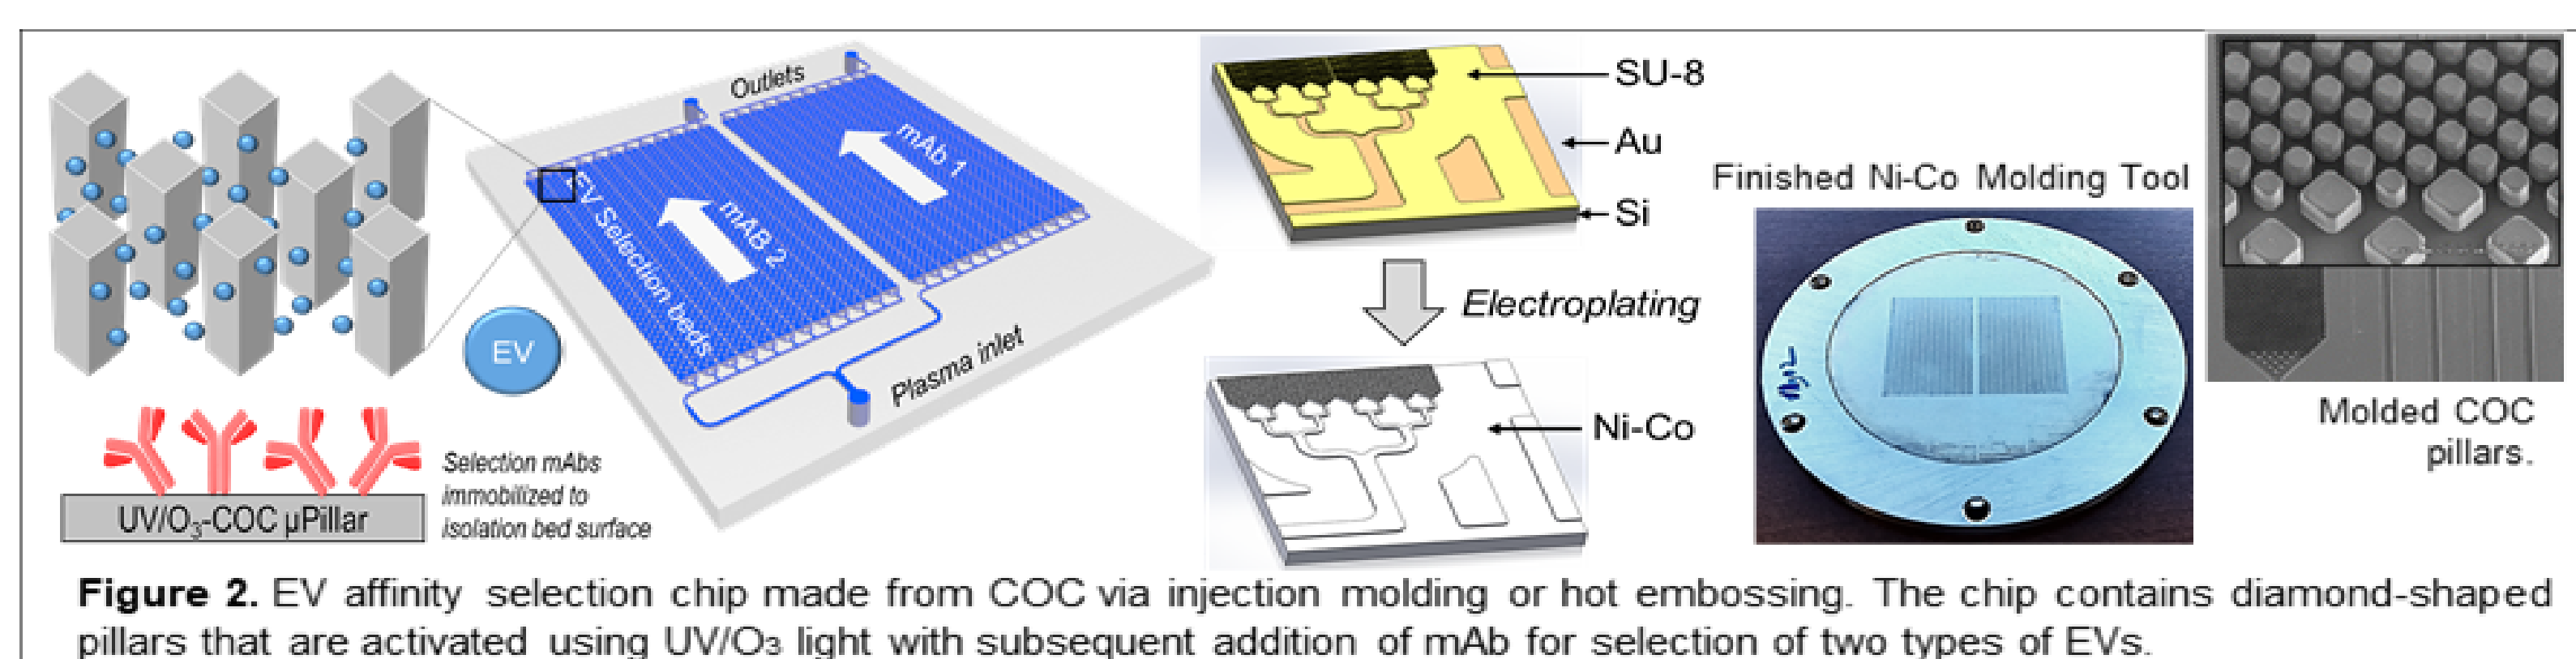 Outlets
mAb 1
mAB 2
EV Selection beds
Plasma inlet
EV
Selection mAbs
immobilized to
isolation bed surface
UV/O₃-COC µPillar
SU-8
Au
Si
Electroplating
Ni-Co
Finished Ni-Co Molding Tool
Molded COC
pillars.
Figure 2. EV affinity selection chip made from COC via injection molding or hot embossing. The chip contains diamond-shaped
pillars that are activated using UV/O₃ light with subsequent addition of mAb for selection of two types of EVs.